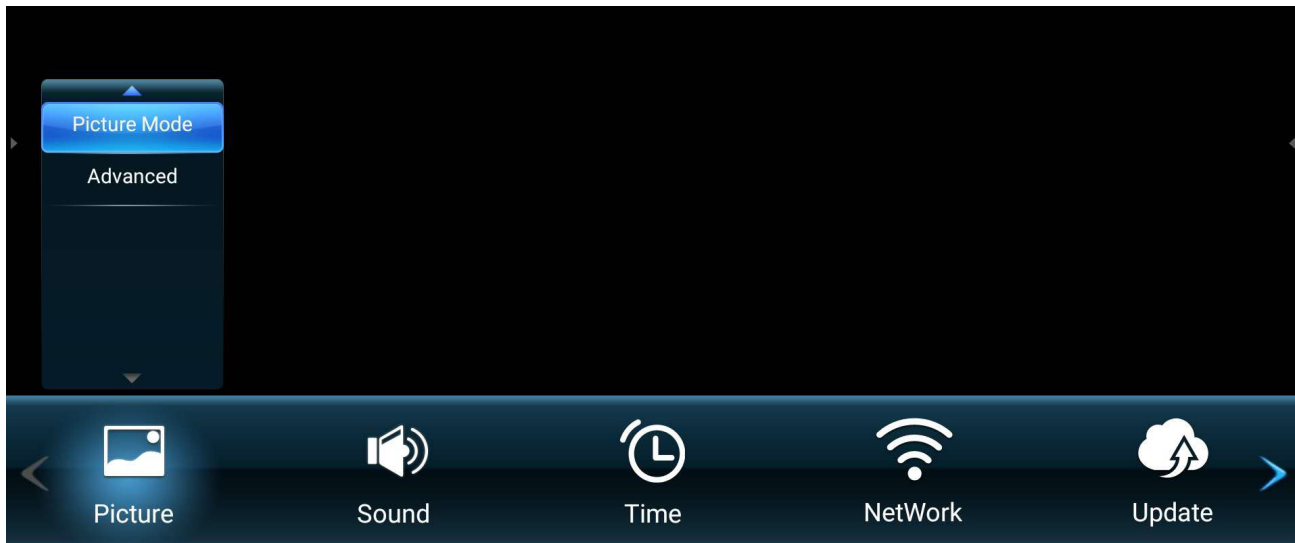 Picture Mode
Advanced
Picture
Sound
Time
NetWork
Update